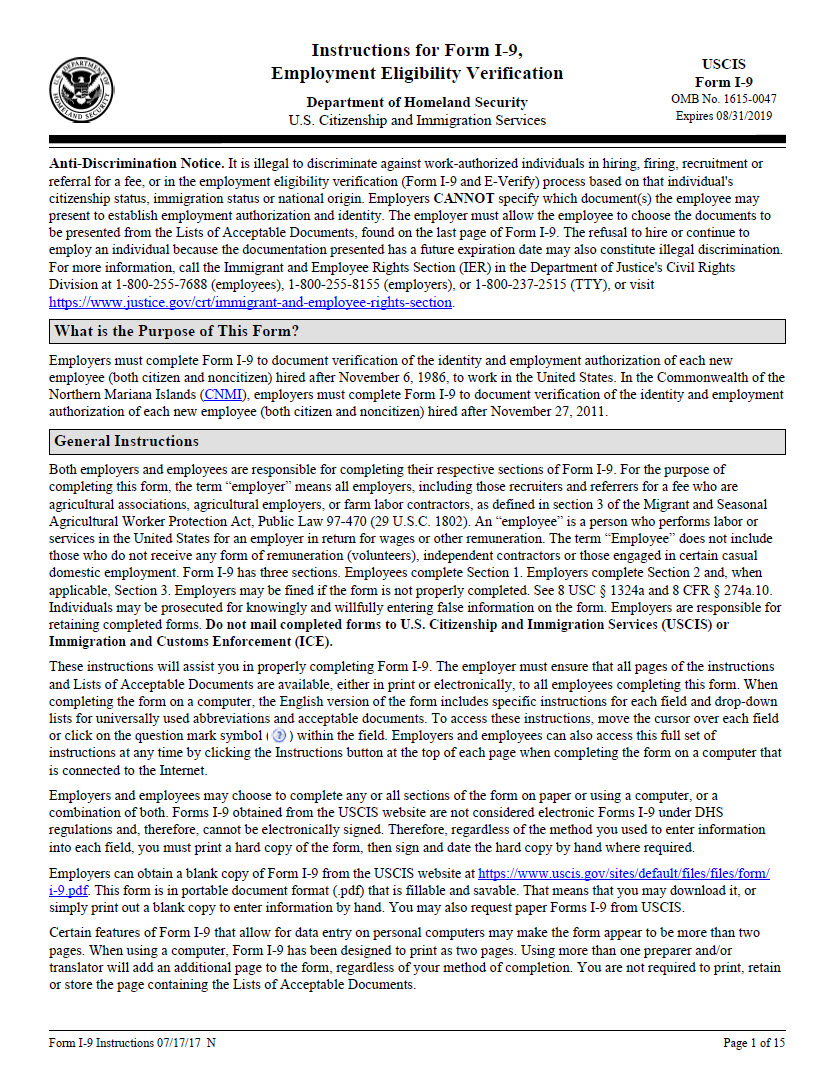 Instructions for Form I-9,
Employment Eligibility Verification
Department of Homeland Security
U.S. Citizenship and Immigration Services
USCIS
Form I-9
OMB No. 1615-0047
Expires 08/31/2019
U.S. DEPARTMENT OF HOMELAND SECURITY
Anti-Discrimination Notice. It is illegal to discriminate against work-authorized individuals in hiring, firing, recruitment or
referral for a fee, or in the employment eligibility verification (Form I-9 and E-Verify) process based on that individual's
citizenship status, immigration status or national origin. Employers CANNOT specify which document(s) the employee may
present to establish employment authorization and identity. The employer must allow the employee to choose the documents to
be presented from the Lists of Acceptable Documents, found on the last page of Form I-9. The refusal to hire or continue to
employ an individual because the documentation presented has a future expiration date may also constitute illegal discrimination.
For more information, call the Immigrant and Employee Rights Section (IER) in the Department of Justice's Civil Rights
Division at 1-800-255-7688 (employees), 1-800-255-8155 (employers), or 1-800-237-2515 (TTY), or visit
https://www.justice.gov/crt/immigrant-and-employee-rights-section.
What is the Purpose of This Form?
Employers must complete Form I-9 to document verification of the identity and employment authorization of each new
employee (both citizen and noncitizen) hired after November 6, 1986, to work in the United States. In the Commonwealth of the
Northern Mariana Islands (CNMI), employers must complete Form I-9 to document verification of the identity and employment
authorization of each new employee (both citizen and noncitizen) hired after November 27, 2011.
General Instructions
Both employers and employees are responsible for completing their respective sections of Form I-9. For the purpose of
completing this form, the term “employer” means all employers, including those recruiters and referrers for a fee who are
agricultural associations, agricultural employers, or farm labor contractors, as defined in section 3 of the Migrant and Seasonal
Agricultural Worker Protection Act, Public Law 97-470 (29 U.S.C. 1802). An “employee” is a person who performs labor or
services in the United States for an employer in return for wages or other remuneration. The term “Employee” does not include
those who do not receive any form of remuneration (volunteers), independent contractors or those engaged in certain casual
domestic employment. Form I-9 has three sections. Employees complete Section 1. Employers complete Section 2 and, when
applicable, Section 3. Employers may be fined if the form is not properly completed. See 8 USC § 1324a and 8 CFR § 274a.10.
Individuals may be prosecuted for knowingly and willfully entering false information on the form. Employers are responsible for
retaining completed forms. Do not mail completed forms to U.S. Citizenship and Immigration Services (USCIS) or
Immigration and Customs Enforcement (ICE).
These instructions will assist you in properly completing Form I-9. The employer must ensure that all pages of the instructions
and Lists of Acceptable Documents are available, either in print or electronically, to all employees completing this form. When
completing the form on a computer, the English version of the form includes specific instructions for each field and drop-down
lists for universally used abbreviations and acceptable documents. To access these instructions, move the cursor over each field
or click on the question mark symbol ( ? ) within the field. Employers and employees can also access this full set of
instructions at any time by clicking the Instructions button at the top of each page when completing the form on a computer that
is connected to the Internet.
Employers and employees may choose to complete any or all sections of the form on paper or using a computer, or a
combination of both. Forms I-9 obtained from the USCIS website are not considered electronic Forms I-9 under DHS
regulations and, therefore, cannot be electronically signed. Therefore, regardless of the method you used to enter information
into each field, you must print a hard copy of the form, then sign and date the hard copy by hand where required.
Employers can obtain a blank copy of Form I-9 from the USCIS website at https://www.uscis.gov/sites/default/files/files/form/
i-9.pdf. This form is in portable document format (.pdf) that is fillable and savable. That means that you may download it, or
simply print out a blank copy to enter information by hand. You may also request paper Forms I-9 from USCIS.
Certain features of Form I-9 that allow for data entry on personal computers may make the form appear to be more than two
pages. When using a computer, Form I-9 has been designed to print as two pages. Using more than one preparer and/or
translator will add an additional page to the form, regardless of your method of completion. You are not required to print, retain
or store the page containing the Lists of Acceptable Documents.
Form I-9 Instructions 07/17/17 N
Page 1 of 15